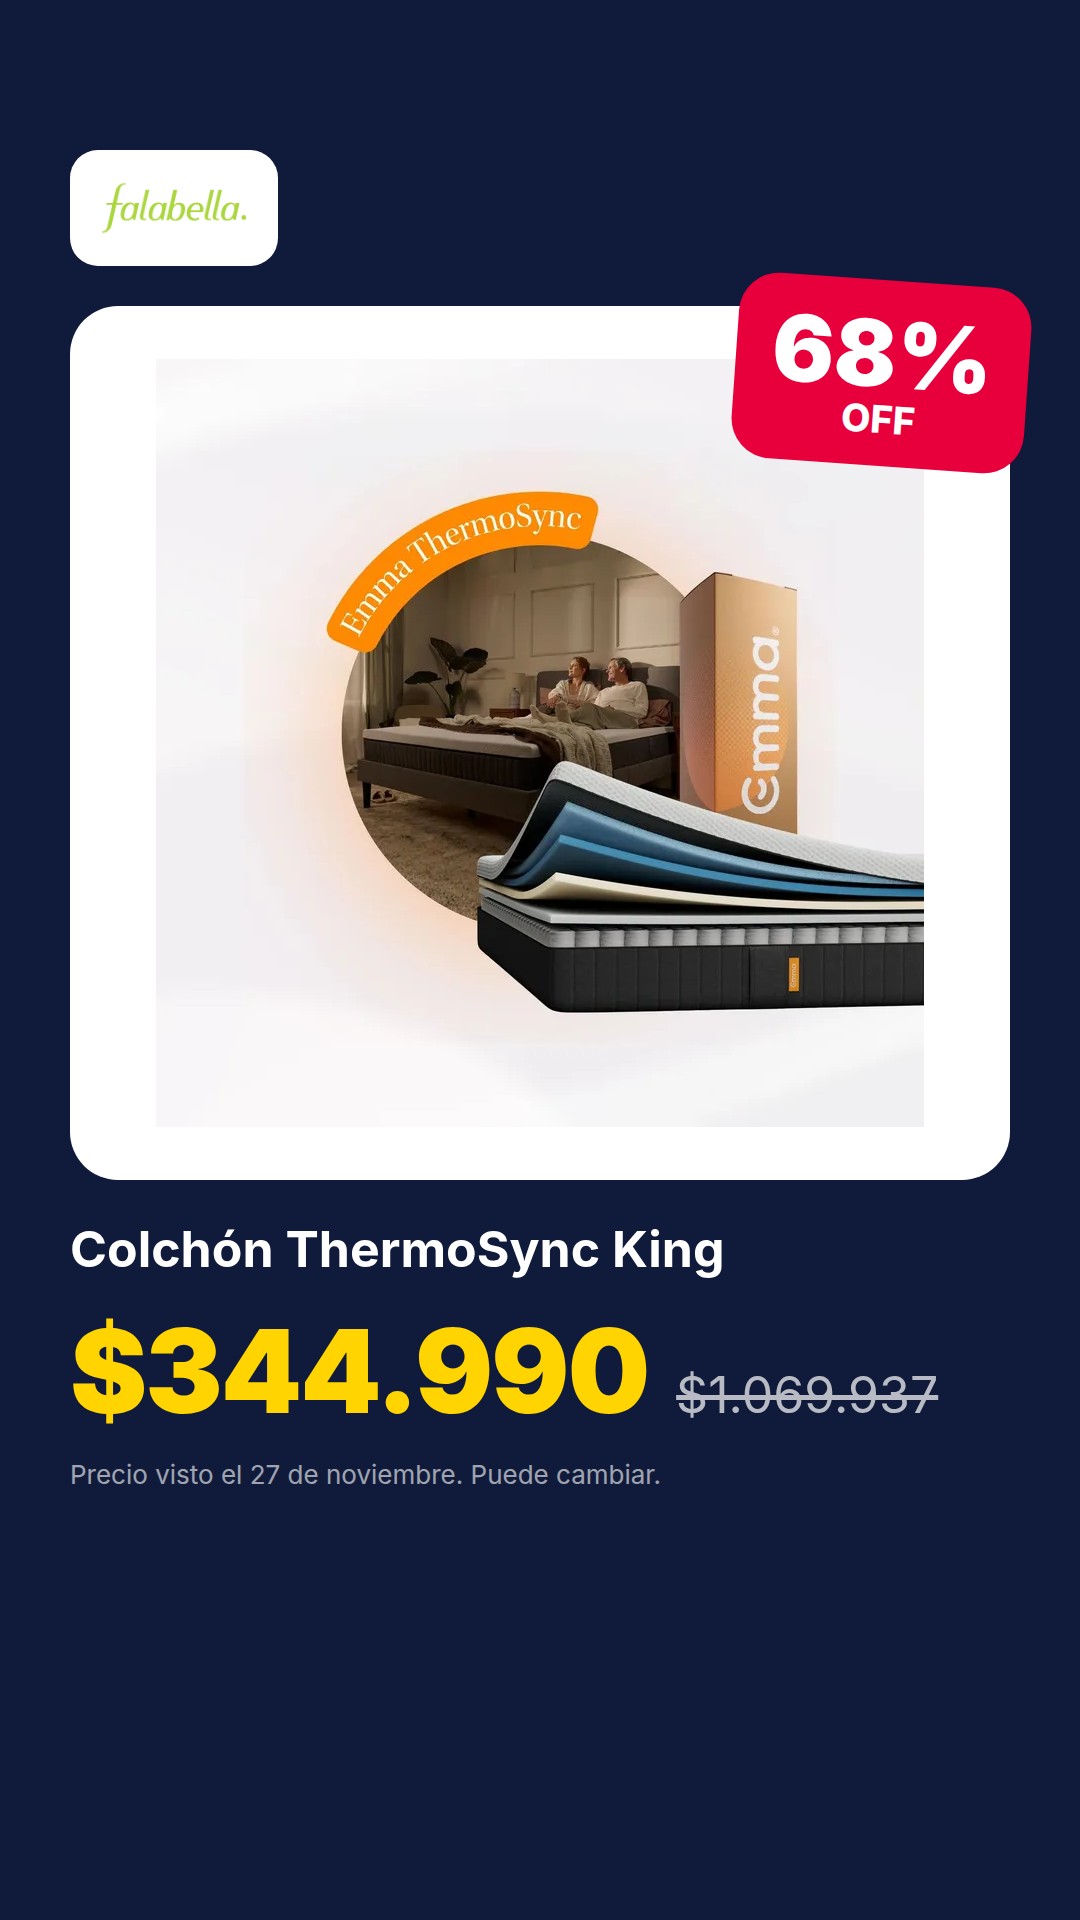 falabella.
68%
OFF
Emma ThermoSync
emma.
Colchón ThermoSync King
$344.990 $1.069.937
Precio visto el 27 de noviembre. Puede cambiar.